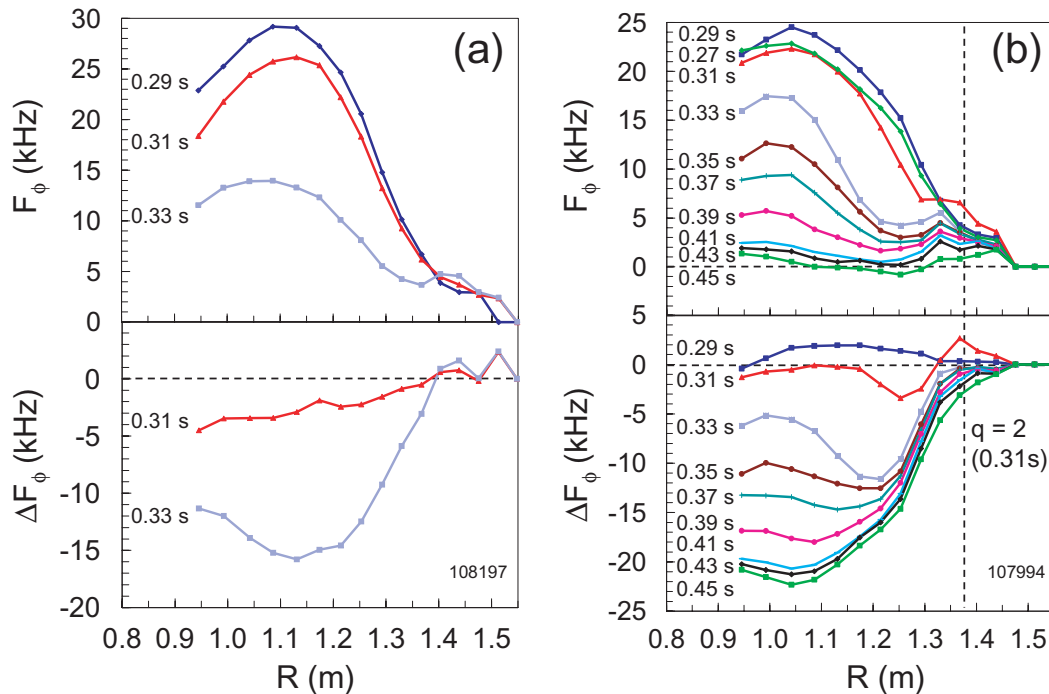 (a)
F_ϕ (kHz)
30
25
20
15
10
5
0
0.29 s
0.31 s
0.33 s
ΔF_ϕ (kHz)
0
-5
-10
-15
-20
0.31 s
0.33 s
108197
0.8 0.9 1.0 1.1 1.2 1.3 1.4 1.5
R (m)
(b)
F_ϕ (kHz)
25
20
15
10
5
0
5
0.29 s
0.27 s
0.31 s
0.33 s
0.35 s
0.37 s
0.39 s
0.41 s
0.43 s
0.45 s
ΔF_ϕ (kHz)
0
-5
-10
-15
-20
-25
0.29 s
0.31 s
0.33 s
0.35 s
0.37 s
0.39 s
0.41 s
0.43 s
0.45 s
q = 2
(0.31s)
107994
0.8 0.9 1.0 1.1 1.2 1.3 1.4 1.5
R (m)